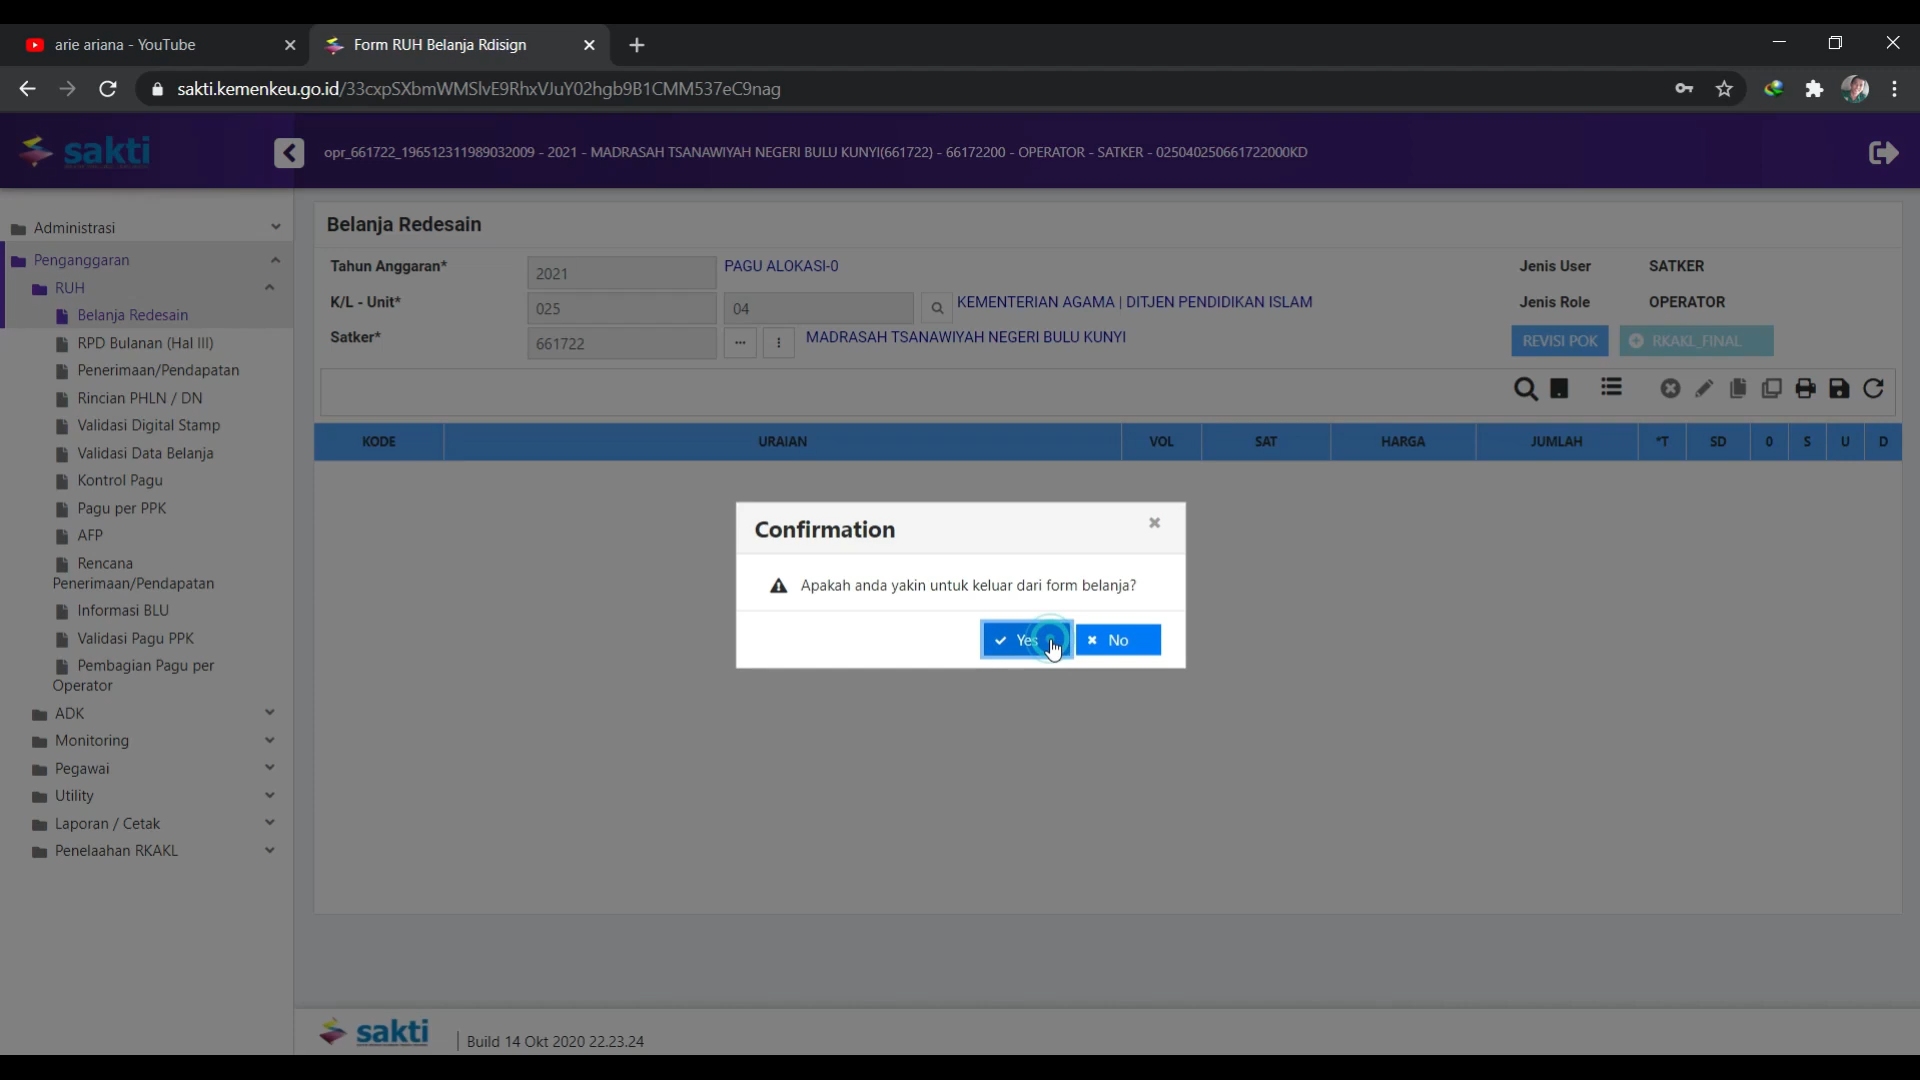 arie ariana - YouTube
Form RUH Belanja Rdisign
sakti.kemenkeu.go.id/33cxpSXbmWMSlvE9RhxVJuY02hgb9B1CMM537eC9nag
sakti
opr_661722_196512311989032009 - 2021 - MADRASAH TSANAWIYAH NEGERI BULU KUNYI(661722) - 66172200 - OPERATOR - SATKER - 025040250661722000KD
Administrasi
Penganggaran
RUH
Belanja Redesain
RPD Bulanan (Hal III)
Penerimaan/Pendapatan
Rincian PHLN / DN
Validasi Digital Stamp
Validasi Data Belanja
Kontrol Pagu
Pagu per PPK
AFP
Rencana
Penerimaan/Pendapatan
Informasi BLU
Validasi Pagu PPK
Pembagian Pagu per
Operator
ADK
Monitoring
Pegawai
Utility
Laporan / Cetak
Penelaahan RKAKL
Belanja Redesain
Tahun Anggaran* 2021 PAGU ALOKASI-0 Jenis User SATKER
K/L - Unit* 025 04 KEMENTERIAN AGAMA | DITJEN PENDIDIKAN ISLAM Jenis Role OPERATOR
Satker* 661722 MADRASAH TSANAWIYAH NEGERI BULU KUNYI REVISI POK RKAKL_FINAL
KODE URAIAN VOL SAT HARGA JUMLAH *T SD 0 S U D
Confirmation
Apakah anda yakin untuk keluar dari form belanja?
Yes No
sakti | Build 14 Okt 2020 22.23.24